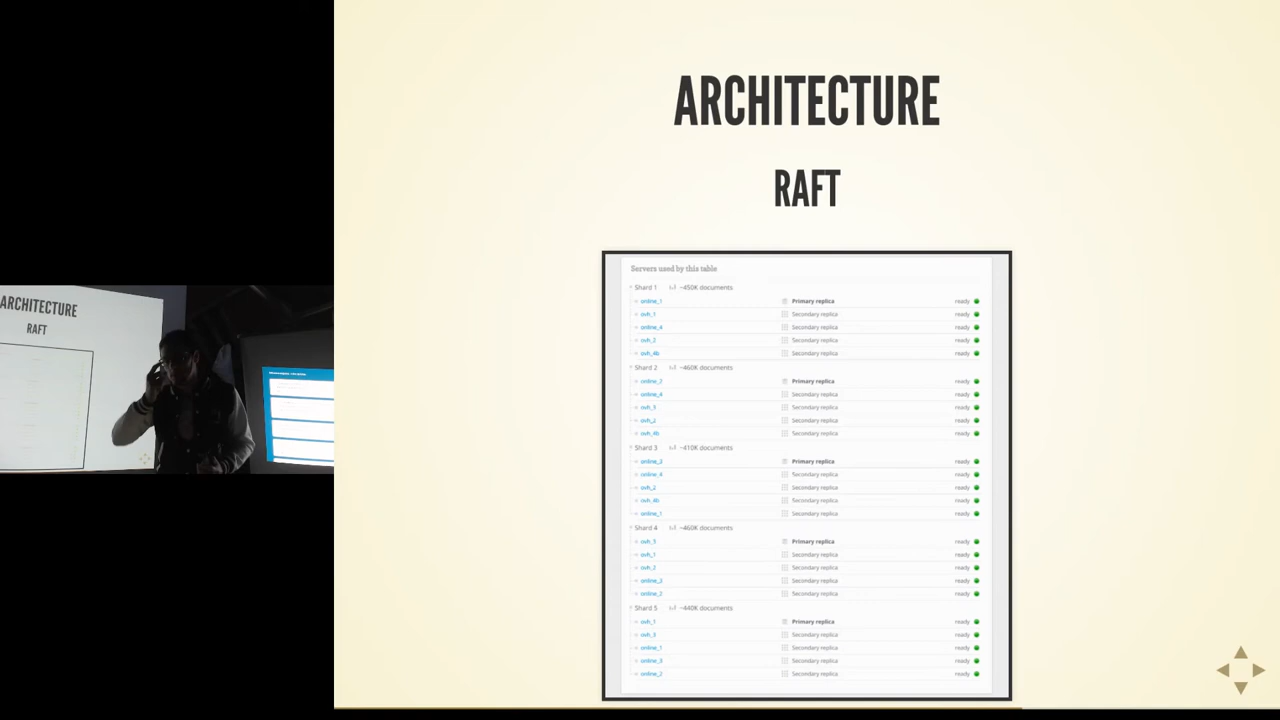 ARCHITECTURE
RAFT
Servers used by this table
Shard 1 ~450K documents
online_1 Primary replica ready
ovh_1 Secondary replica ready
online_4 Secondary replica ready
ovh_2 Secondary replica ready
ovh_4b Secondary replica ready
Shard 2 ~460K documents
online_2 Primary replica ready
online_4 Secondary replica ready
ovh_3 Secondary replica ready
ovh_2 Secondary replica ready
ovh_4b Secondary replica ready
Shard 3 ~410K documents
online_3 Primary replica ready
online_4 Secondary replica ready
ovh_2 Secondary replica ready
ovh_4b Secondary replica ready
online_1 Secondary replica ready
Shard 4 ~460K documents
ovh_3 Primary replica ready
ovh_1 Secondary replica ready
ovh_2 Secondary replica ready
online_3 Secondary replica ready
online_2 Secondary replica ready
Shard 5 ~440K documents
ovh_1 Primary replica ready
ovh_3 Secondary replica ready
online_1 Secondary replica ready
online_3 Secondary replica ready
online_2 Secondary replica ready
ARCHITECTURE
RAFT